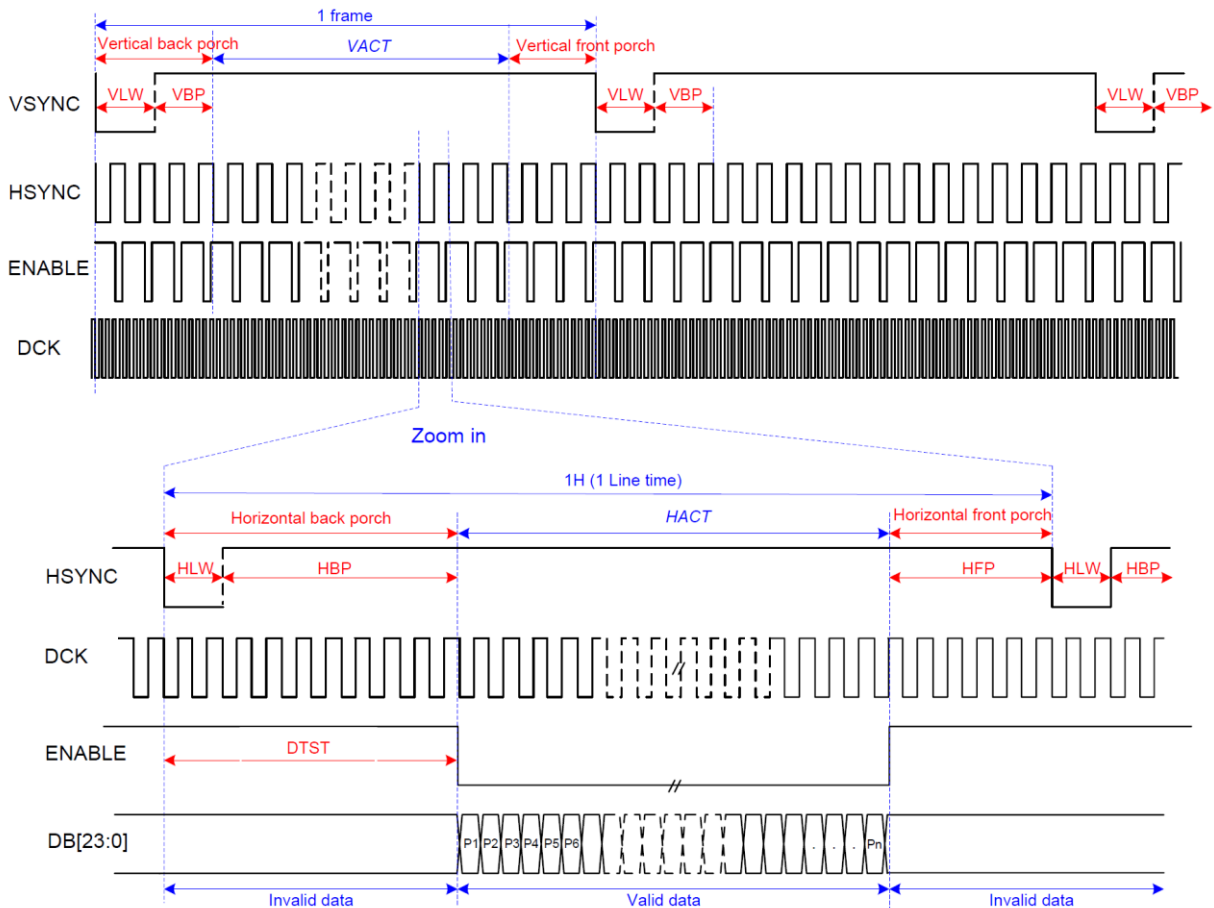 1 frame
Vertical back porch VACT Vertical front porch
VSYNC VLW VBP VLW VBP VLW VBP
HSYNC
ENABLE
DCK
Zoom in
1H (1 Line time)
Horizontal back porch HACT Horizontal front porch
HSYNC HLW HBP HFP HLW HBP
DCK //
ENABLE DTST //
DB[23:0] P1 P2 P3 P4 P5 P6 . . . Pn
Invalid data Valid data Invalid data